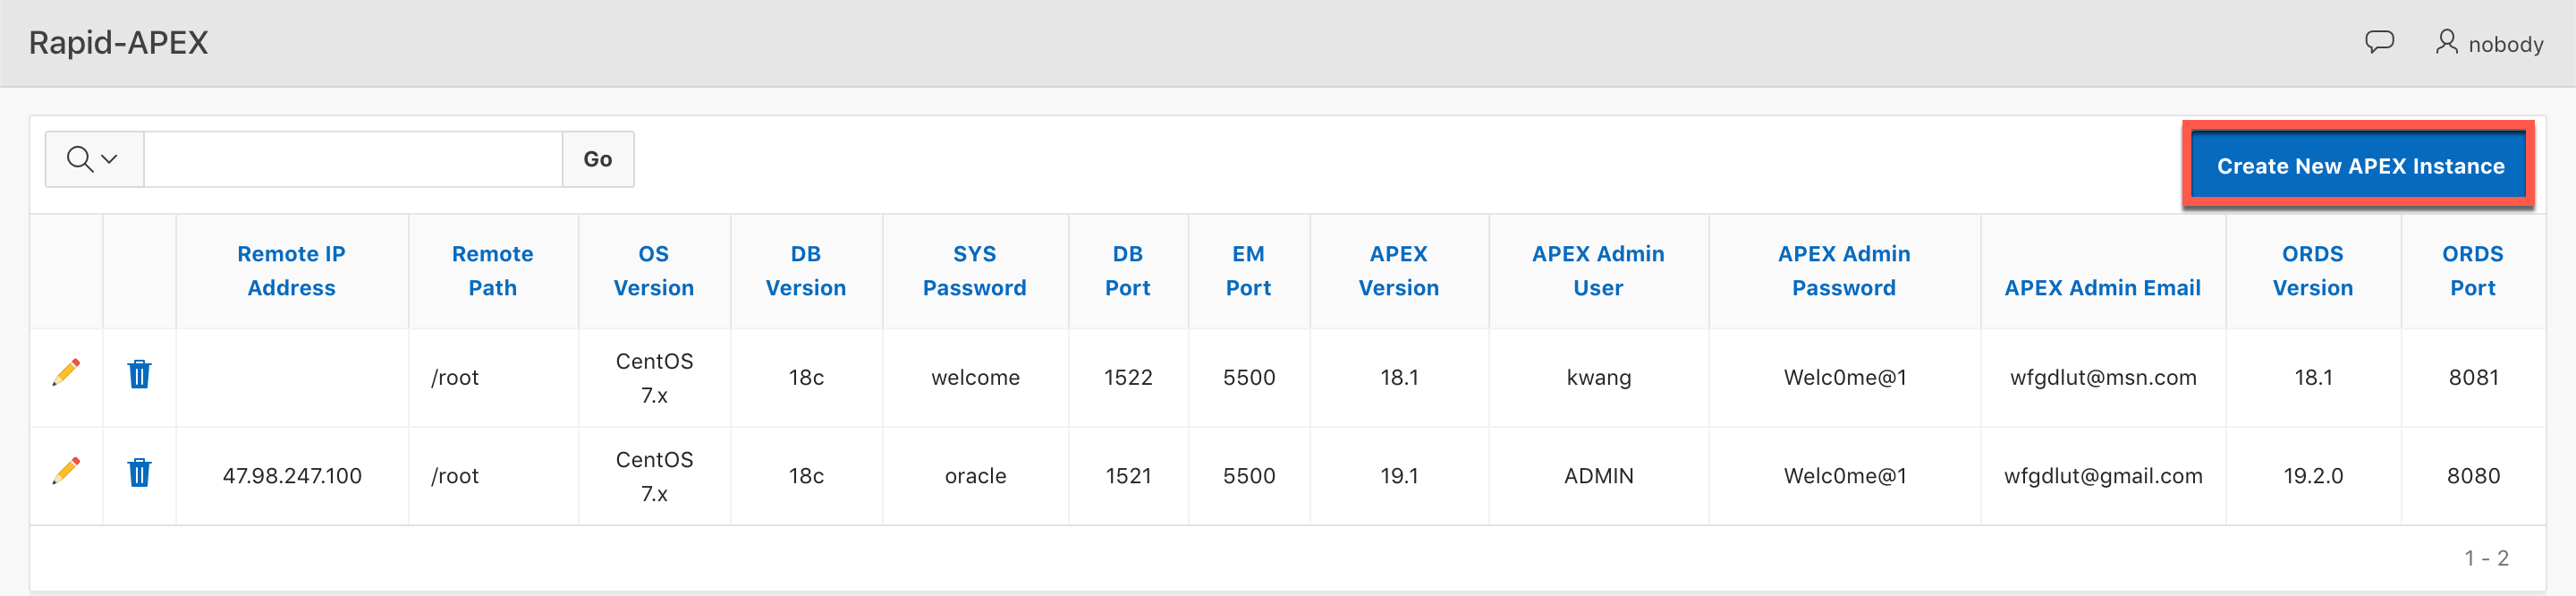 Rapid-APEX
nobody
Go
Create New APEX Instance
Remote IP Address
Remote Path
OS Version
DB Version
SYS Password
DB Port
EM Port
APEX Version
APEX Admin User
APEX Admin Password
APEX Admin Email
ORDS Version
ORDS Port
/root CentOS 7.x 18c welcome 1522 5500 18.1 kwang Welc0me@1 wfgdlut@msn.com 18.1 8081
47.98.247.100 /root CentOS 7.x 18c oracle 1521 5500 19.1 ADMIN Welc0me@1 wfgdlut@gmail.com 19.2.0 8080
1 - 2